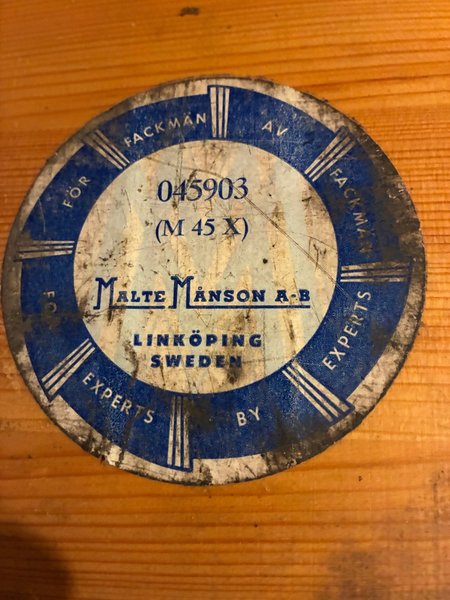 FÖR FACKMÄN AV FACKMÄN
045903
(M 45 X)
MALTE MÅNSON A-B
LINKÖPING
SWEDEN
EXPERTS BY EXPERTS